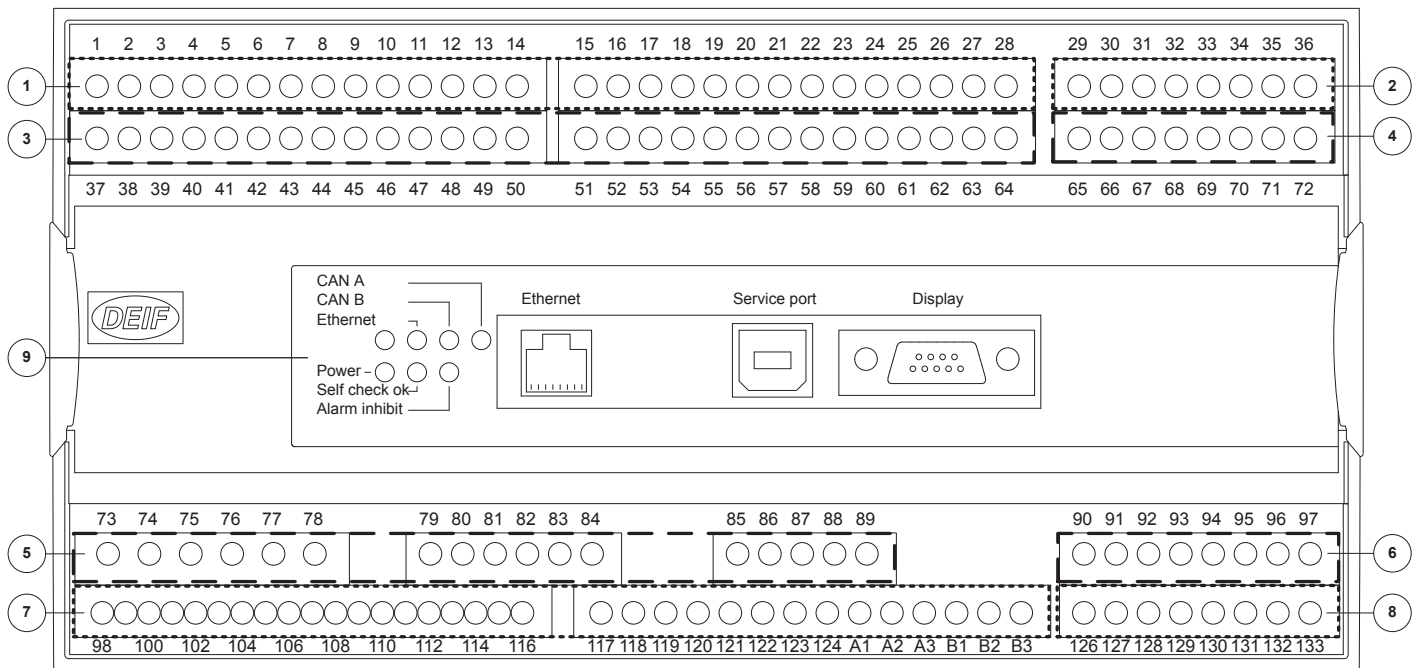 1 2 3 4 5 6 7 8 9 10 11 12 13 14 15 16 17 18 19 20 21 22 23 24 25 26 27 28 29 30 31 32 33 34 35 36
1 2
3 4
37 38 39 40 41 42 43 44 45 46 47 48 49 50 51 52 53 54 55 56 57 58 59 60 61 62 63 64 65 66 67 68 69 70 71 72
CAN A
CAN B Ethernet Service port Display
Ethernet
DEIF
9
Power
Self check ok
Alarm inhibit
73 74 75 76 77 78 79 80 81 82 83 84 85 86 87 88 89 90 91 92 93 94 95 96 97
5 6
7 8
98 100 102 104 106 108 110 112 114 116 117 118 119 120 121 122 123 124 A1 A2 A3 B1 B2 B3 126 127 128 129 130 131 132 133